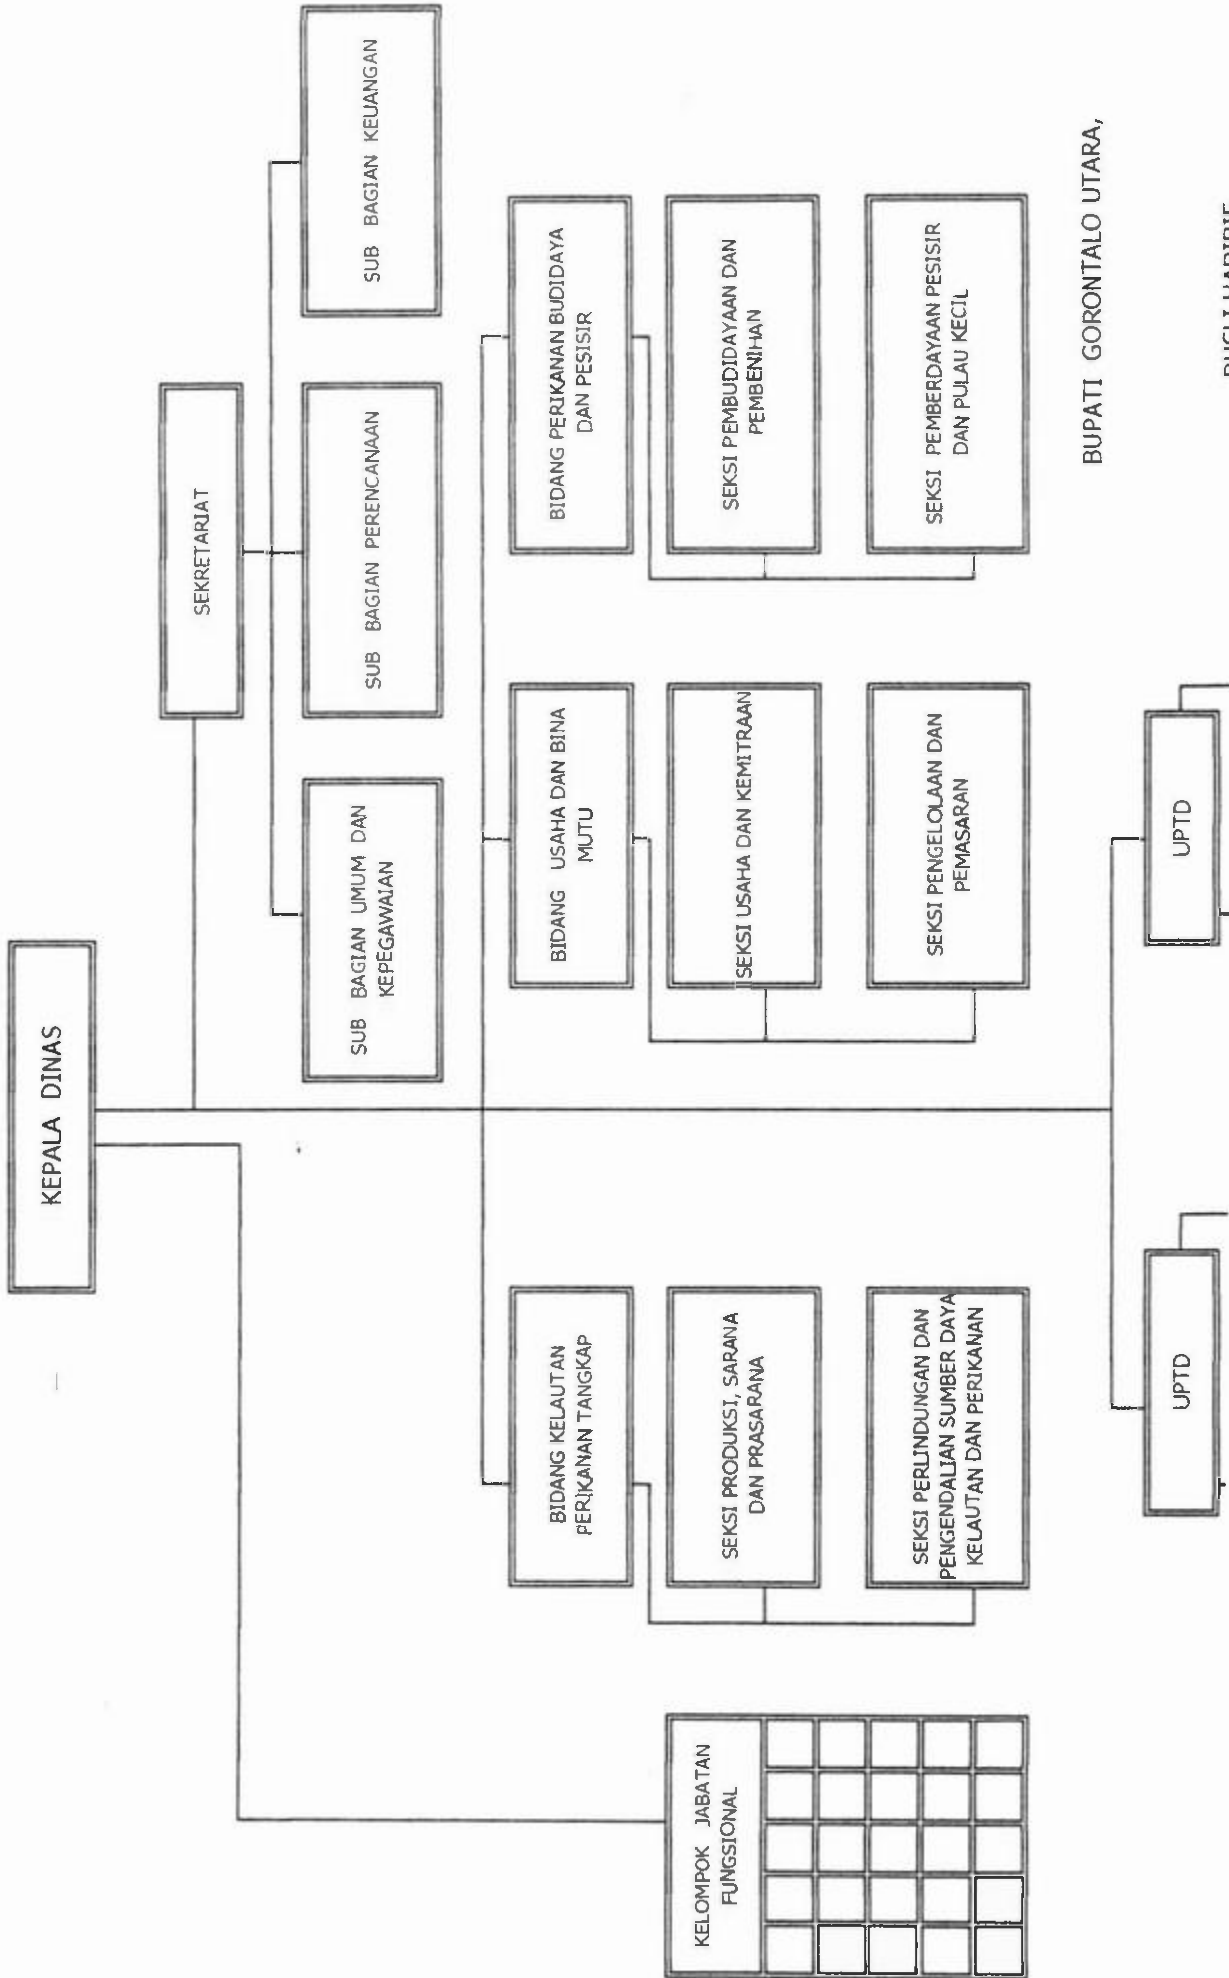 KEPALA DINAS
SEKRETARIAT
SUB BAGIAN UMUM DAN
KEPEGAWAIAN
SUB BAGIAN PERENCANAAN
SUB BAGIAN KEUANGAN
BIDANG KELAUTAN
PERIKANAN TANGKAP
BIDANG USAHA DAN BINA
MUTU
BIDANG PERIKANAN BUDIDAYA
DAN PESISIR
KELOMPOK JABATAN
FUNGSIONAL
SEKSI PRODUKSI, SARANA
DAN PRASARANA
SEKSI USAHA DAN KEMITRAAN
SEKSI PEMBUDIDAYAAN DAN
PEMBENIHAN
SEKSI PERLINDUNGAN DAN
PENGENDALIAN SUMBER DAYA
KELAUTAN DAN PERIKANAN
SEKSI PENGELOLAAN DAN
PEMASARAN
SEKSI PEMBERDAYAAN PESISIR
DAN PULAU KECIL
BUPATI GORONTALO UTARA,
UPTD
UPTD